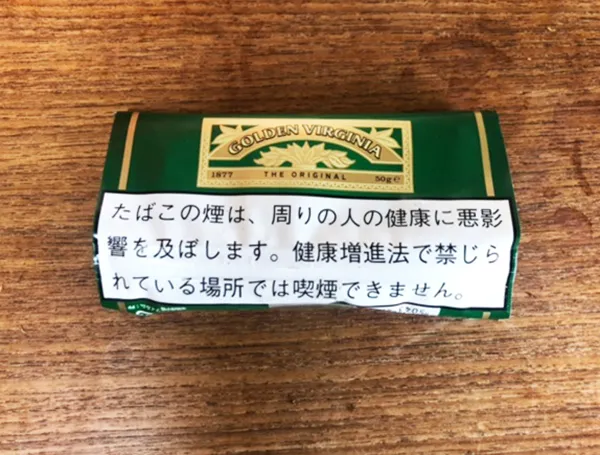 GOLDEN VIRGINIA
1877 THE ORIGINAL 50g℮
たばこの煙は、周りの人の健康に悪影
響を及ぼします。健康増進法で禁じら
れている場所では喫煙できません。